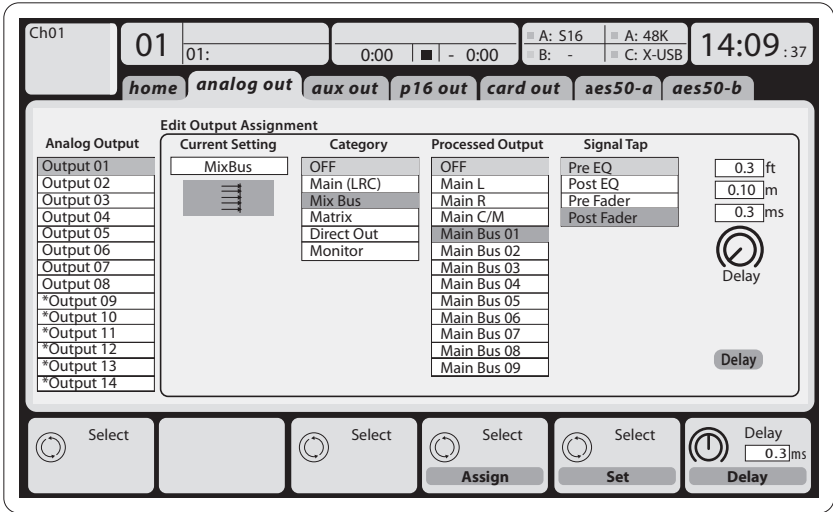 Ch01
01
01:
0:00 - 0:00
A: S16
B: -
A: 48K
C: X-USB
14:09 :37
home analog out aux out p16 out card out aes50-a aes50-b
Edit Output Assignment
Analog Output Current Setting Category Processed Output Signal Tap
Output 01 MixBus OFF OFF Pre EQ 0.3 ft
Output 02 Main (LRC) Main L Post EQ 0.10 m
Output 03 Mix Bus Main R Pre Fader
Output 04 Matrix Main C/M Post Fader 0.3 ms
Output 05 Direct Out Main Bus 01
Output 06 Monitor Main Bus 02
Output 07 Main Bus 03
Output 08 Main Bus 04 Delay
*Output 09 Main Bus 05
*Output 10 Main Bus 06
*Output 11 Main Bus 07
*Output 12 Main Bus 08 Delay
*Output 13 Main Bus 09
*Output 14
Select Select Select Select Delay
0.3 ms
Assign Set Delay